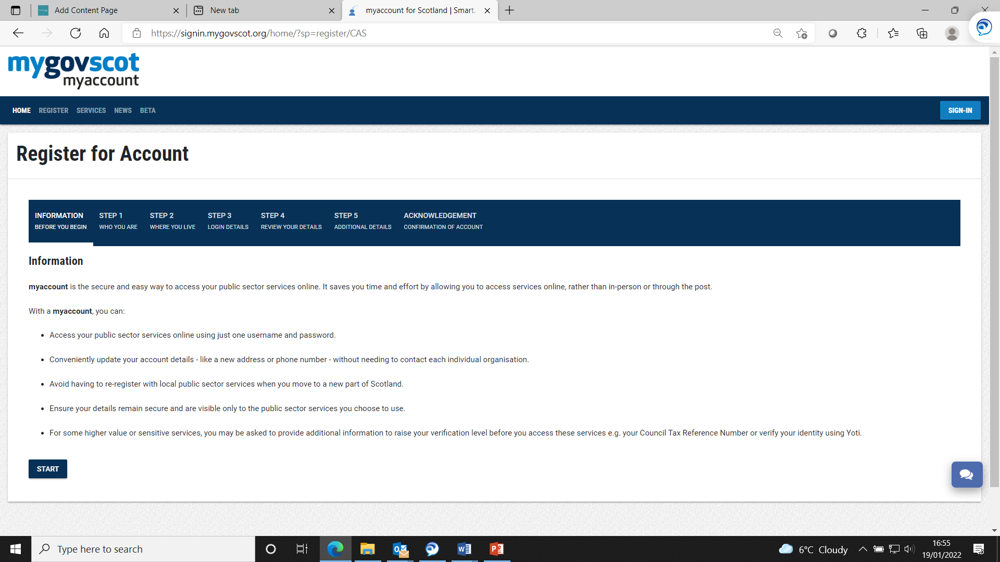 Add Content Page
New tab
myaccount for Scotland | Smart.
https://signin.mygovscot.org/home/?sp=register/CAS
mygovscot
myaccount
HOME REGISTER SERVICES NEWS BETA
SIGN-IN
Register for Account
INFORMATION STEP 1 STEP 2 STEP 3 STEP 4 STEP 5 ACKNOWLEDGEMENT
BEFORE YOU BEGIN WHO YOU ARE WHERE YOU LIVE LOGIN DETAILS REVIEW YOUR DETAILS ADDITIONAL DETAILS CONFIRMATION OF ACCOUNT
Information
myaccount is the secure and easy way to access your public sector services online. It saves you time and effort by allowing you to access services online, rather than in-person or through the post.
With a myaccount, you can:
• Access your public sector services online using just one username and password.
• Conveniently update your account details - like a new address or phone number - without needing to contact each individual organisation.
• Avoid having to re-register with local public sector services when you move to a new part of Scotland.
• Ensure your details remain secure and are visible only to the public sector services you choose to use.
• For some higher value or sensitive services, you may be asked to provide additional information to raise your verification level before you access these services e.g. your Council Tax Reference Number or verify your identity using Yoti.
START
Type here to search
6°C Cloudy
16:55
19/01/2022